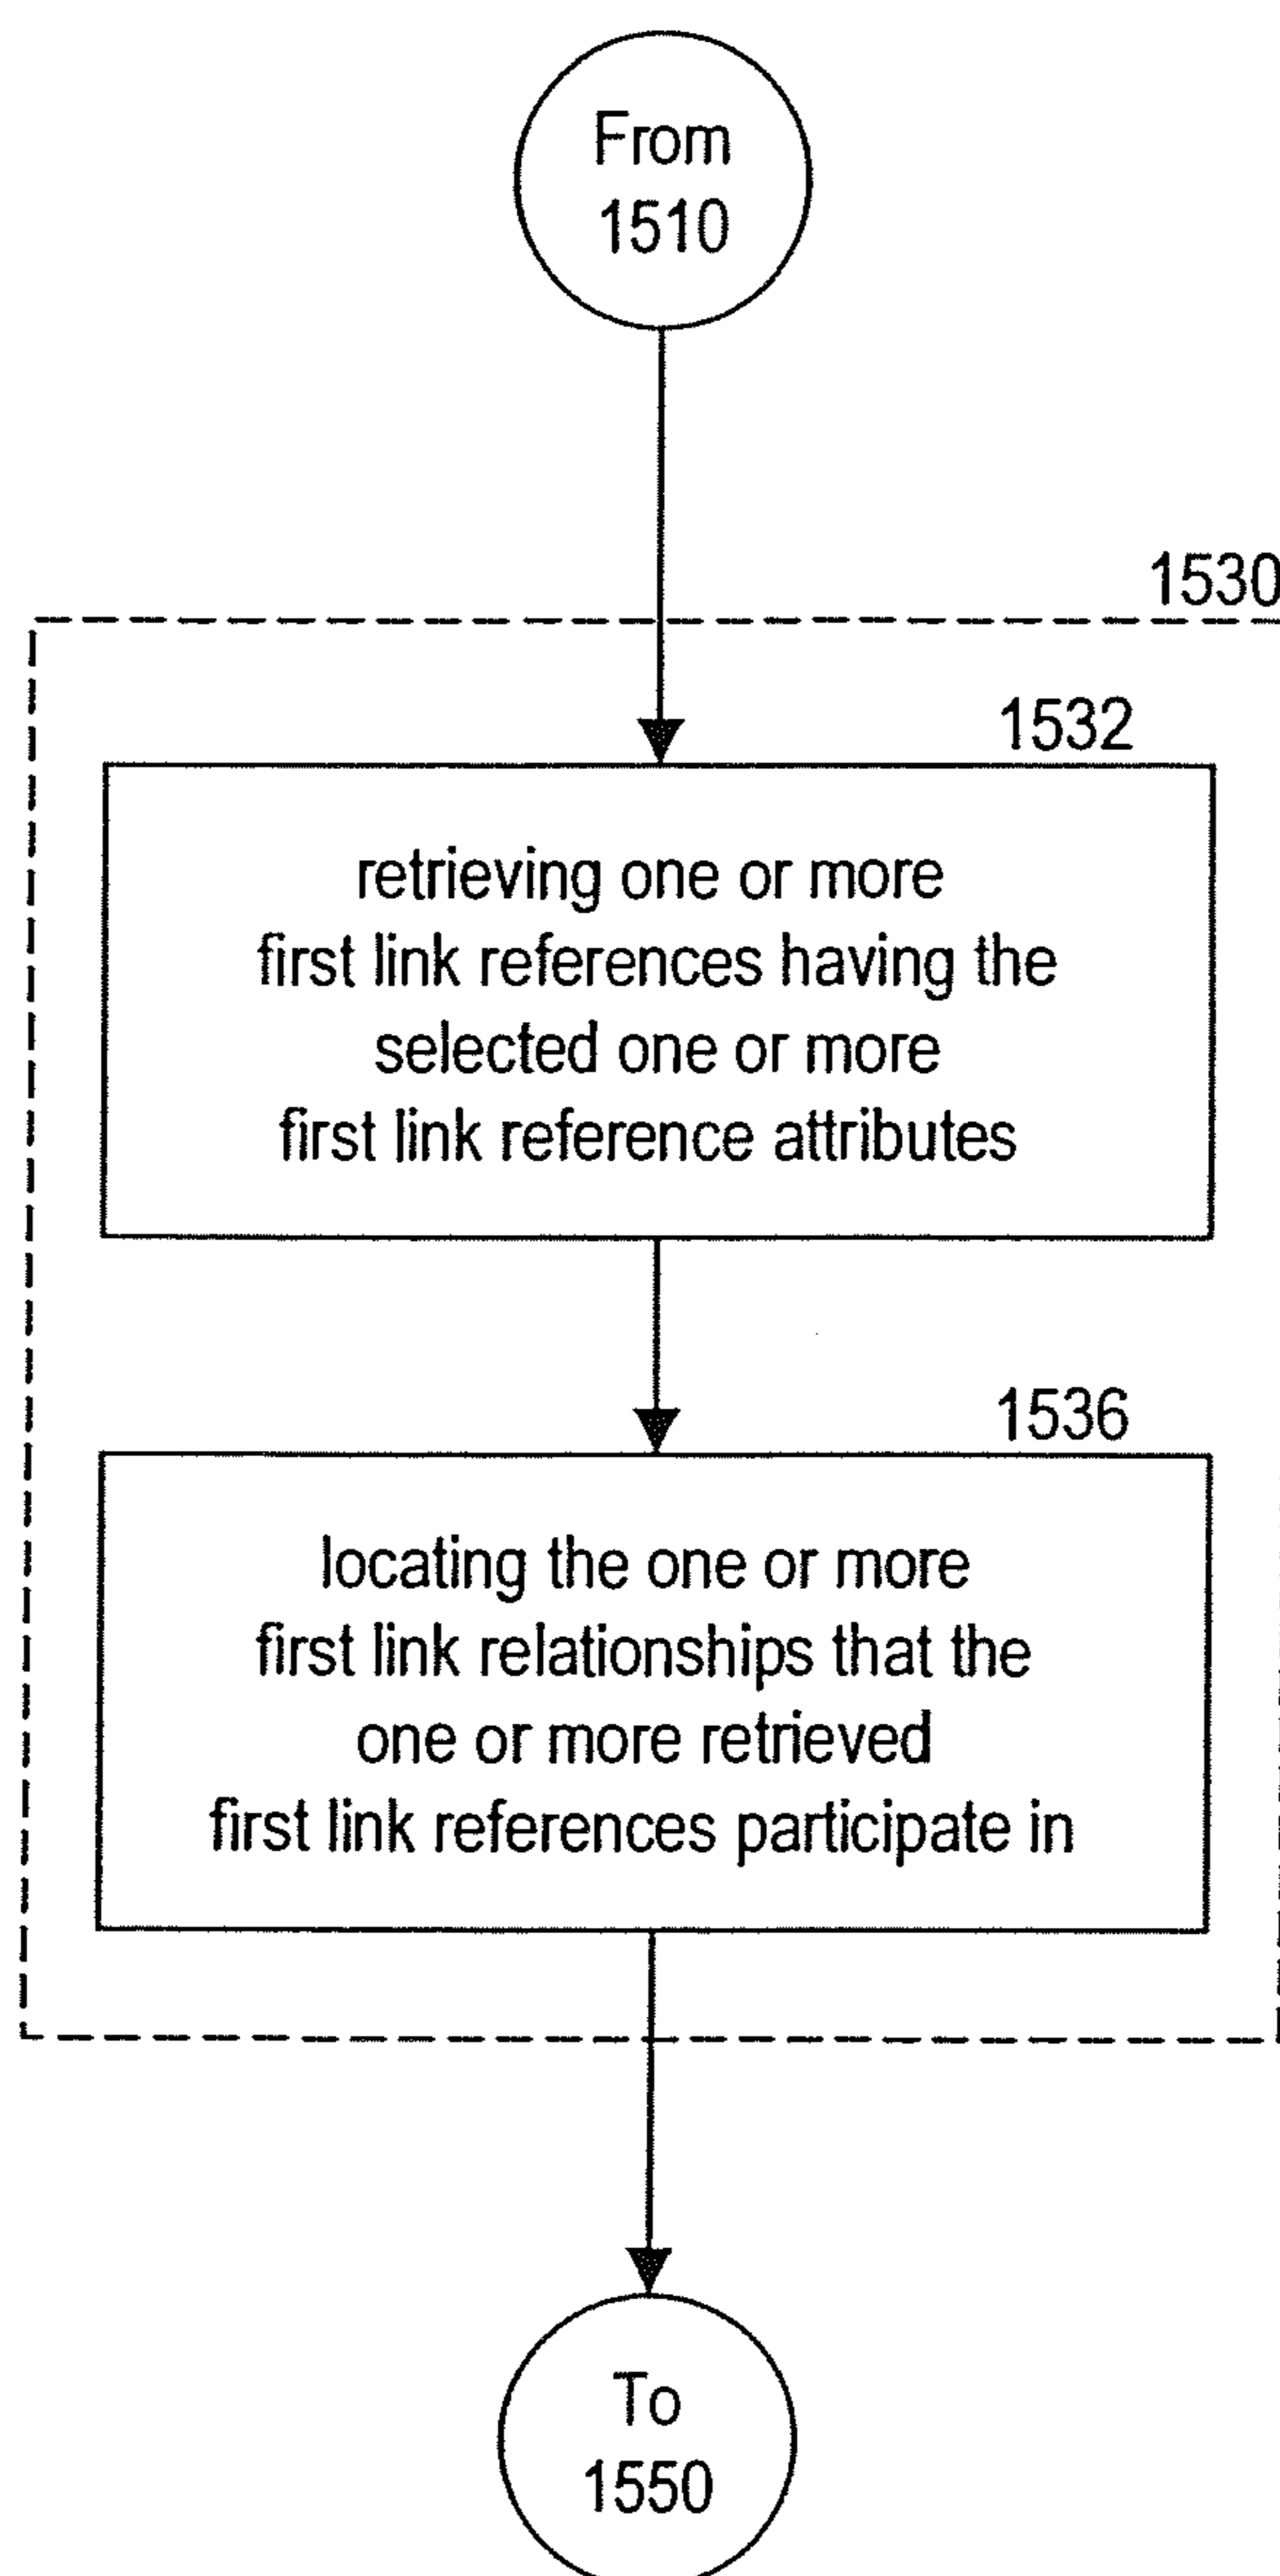 From
1510
1530
1532
retrieving one or more
first link references having the
selected one or more
first link reference attributes
1536
locating the one or more
first link relationships that the
one or more retrieved
first link references participate in
To
1550